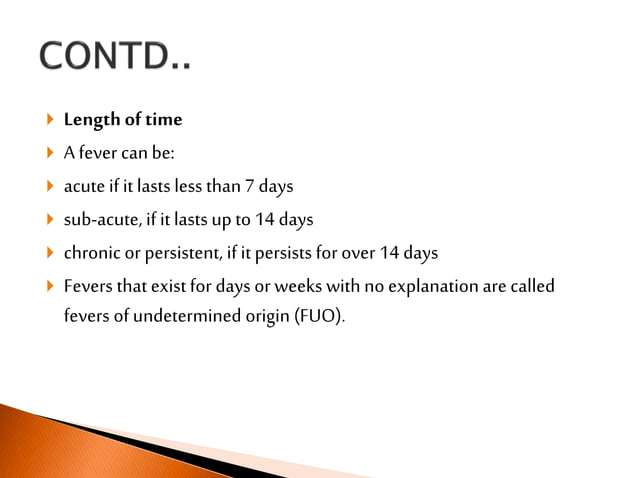 CONTD..
Length of time
A fever can be:
acute if it lasts less than 7 days
sub-acute, if it lasts up to 14 days
chronic or persistent, if it persists for over 14 days
Fevers that exist for days or weeks with no explanation are called
fevers of undetermined origin (FUO).